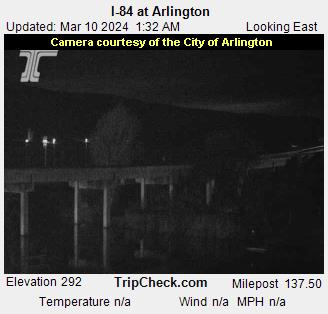 I-84 at Arlington
Updated: Mar 10 2024 1:32 AM Looking East
Camera courtesy of the City of Arlington
Elevation 292 TripCheck.com Milepost 137.50
Temperature n/a Wind n/a MPH n/a